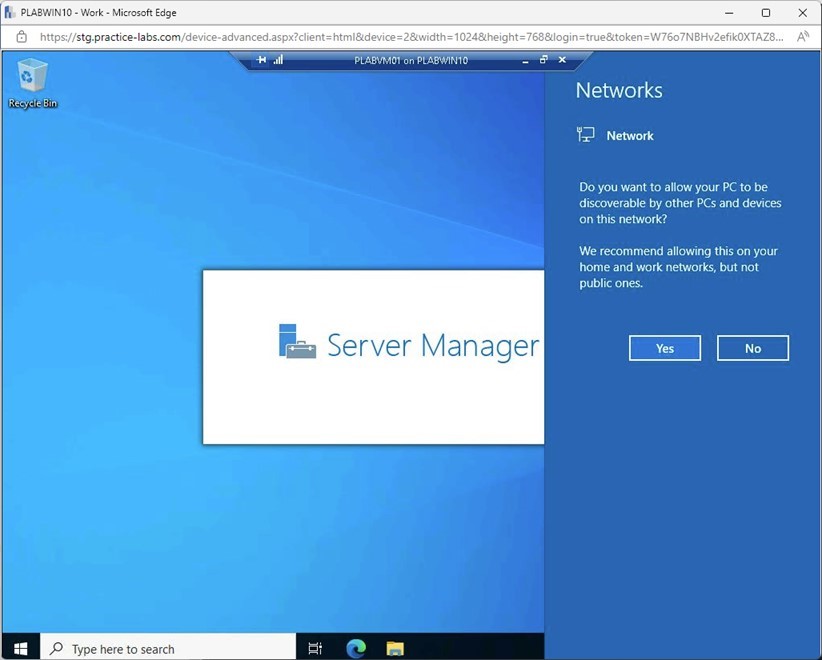 PLABWIN10 - Work - Microsoft Edge
https://stg.practice-labs.com/device-advanced.aspx?client=html&device=2&width=1024&height=768&login=true&token=W76o7NBHv2efik0XTAZ8...
PLABVM01 on PLABWIN10
Recycle Bin
Networks
Network
Do you want to allow your PC to be
discoverable by other PCs and devices
on this network?
We recommend allowing this on your
home and work networks, but not
public ones.
Yes
No
Server Manager
Type here to search